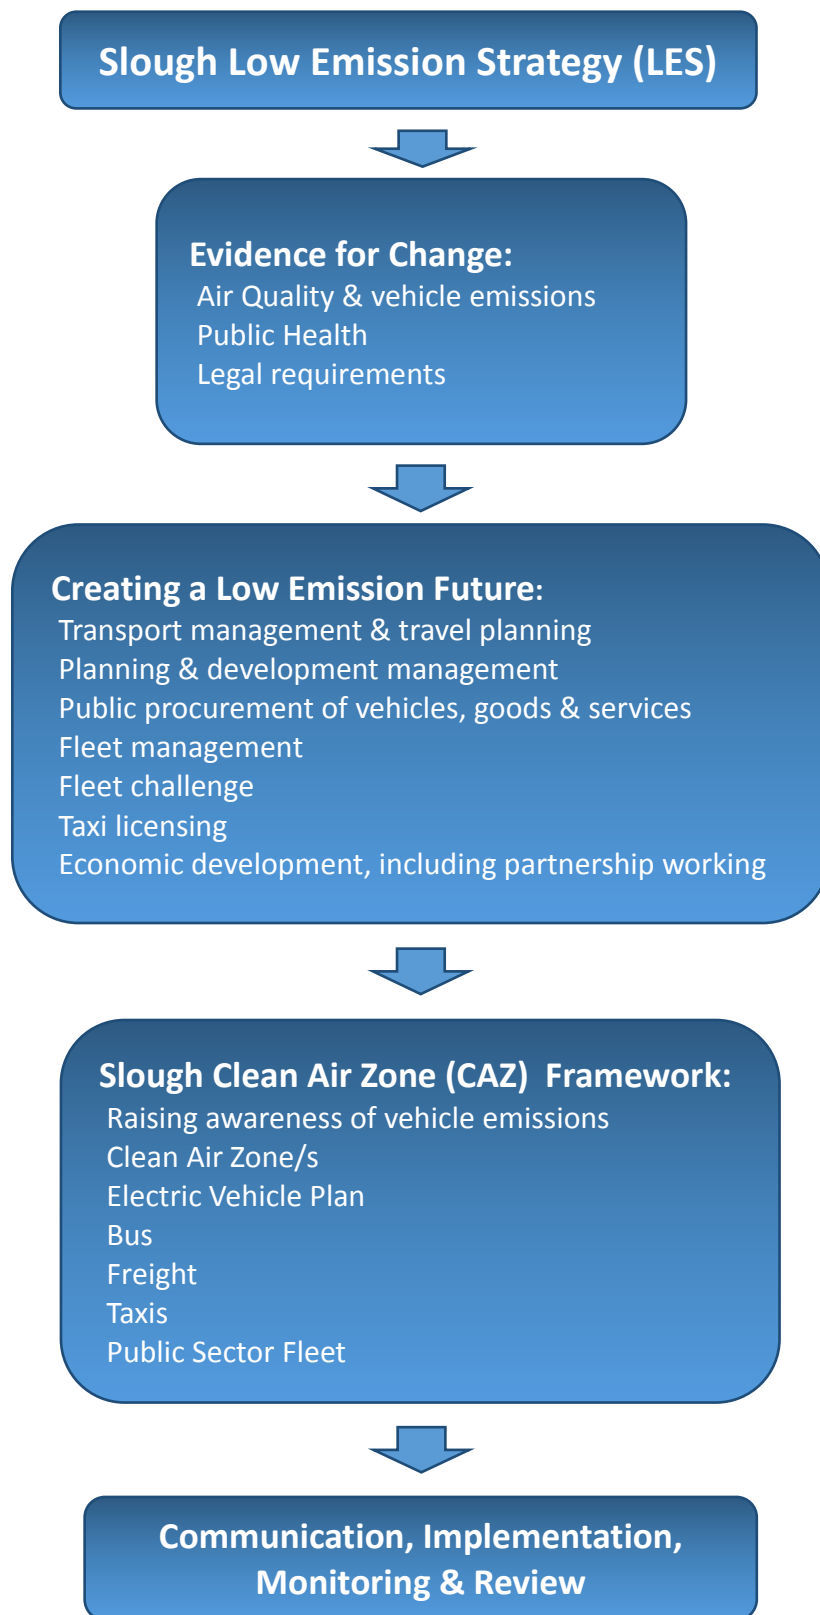 Slough Low Emission Strategy (LES)
Evidence for Change:
Air Quality & vehicle emissions
Public Health
Legal requirements
Creating a Low Emission Future:
Transport management & travel planning
Planning & development management
Public procurement of vehicles, goods & services
Fleet management
Fleet challenge
Taxi licensing
Economic development, including partnership working
Slough Clean Air Zone (CAZ) Framework:
Raising awareness of vehicle emissions
Clean Air Zone/s
Electric Vehicle Plan
Bus
Freight
Taxis
Public Sector Fleet
Communication, Implementation,
Monitoring & Review